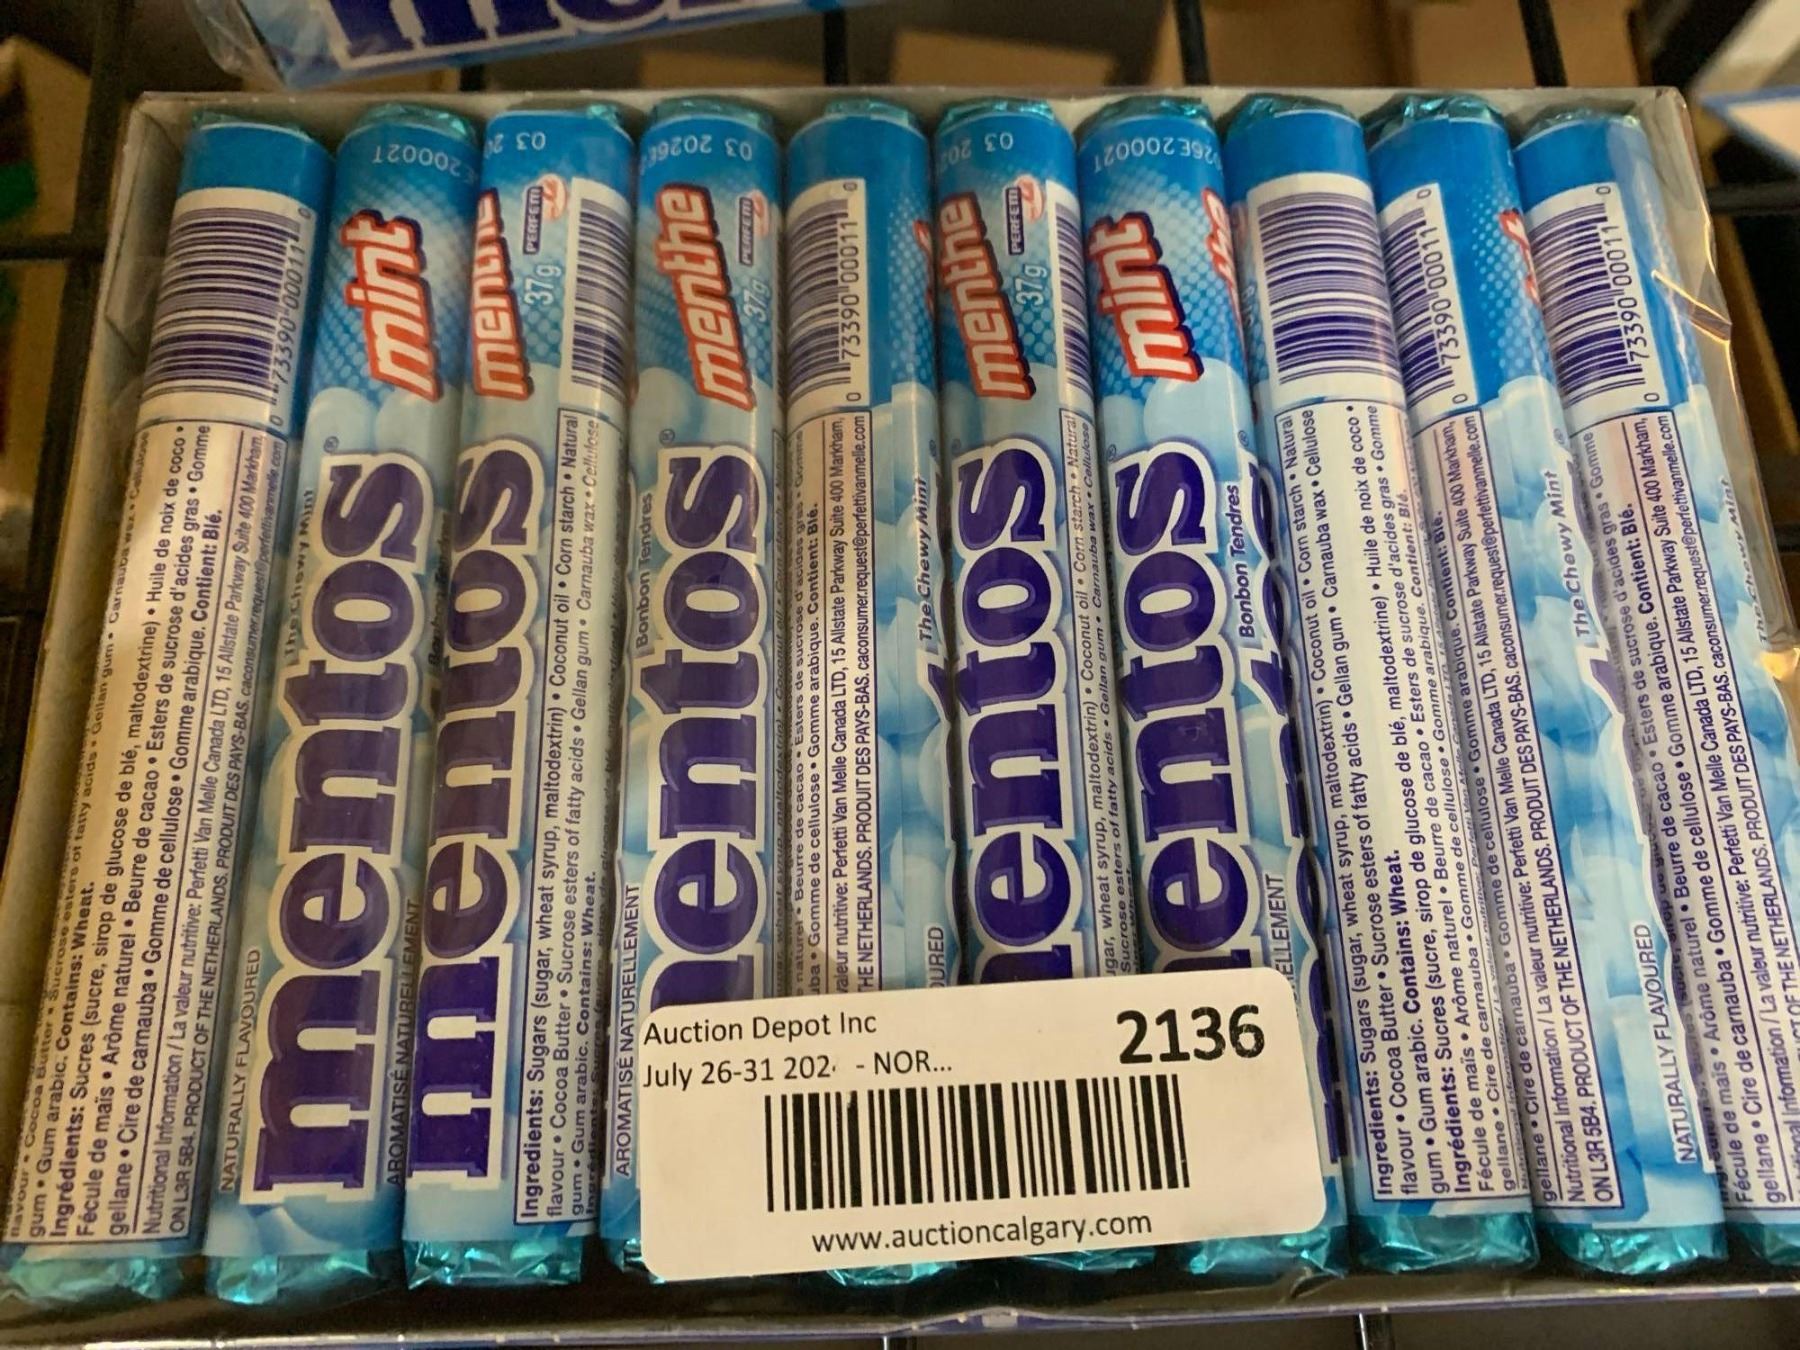 mentos
mint
The Chewy Mint
NATURALLY FLAVOURED
menthe
Bonbon Tendres
AROMATISÉ NATURELLEMENT
37g
PERFETTI
03 2026E20002T
0 73390 00011 0
Ingredients: Sugars (sugar, wheat syrup, maltodextrin) • Coconut oil • Corn starch • Natural
flavour • Cocoa Butter • Sucrose esters of fatty acids • Gellan gum • Carnauba wax • Cellulose
gum • Gum arabic. Contains: Wheat.
Ingrédients: Sucres (sucre, sirop de glucose de blé, maltodextrine) • Huile de noix de coco •
Fécule de maïs • Arôme naturel • Beurre de cacao • Esters de sucrose d'acides gras • Gomme
gellane • Cire de carnauba • Gomme de cellulose • Gomme arabique. Contient: Blé.
Nutritional Information / La valeur nutritive: Perfetti Van Melle Canada LTD, 15 Allstate Parkway Suite 400 Markham,
ON L3R 5B4. PRODUCT OF THE NETHERLANDS. PRODUIT DES PAYS-BAS. caconsumer.request@perfettivanmelle.com
Auction Depot Inc
2136
July 26-31 202 - NOR...
www.auctioncalgary.com